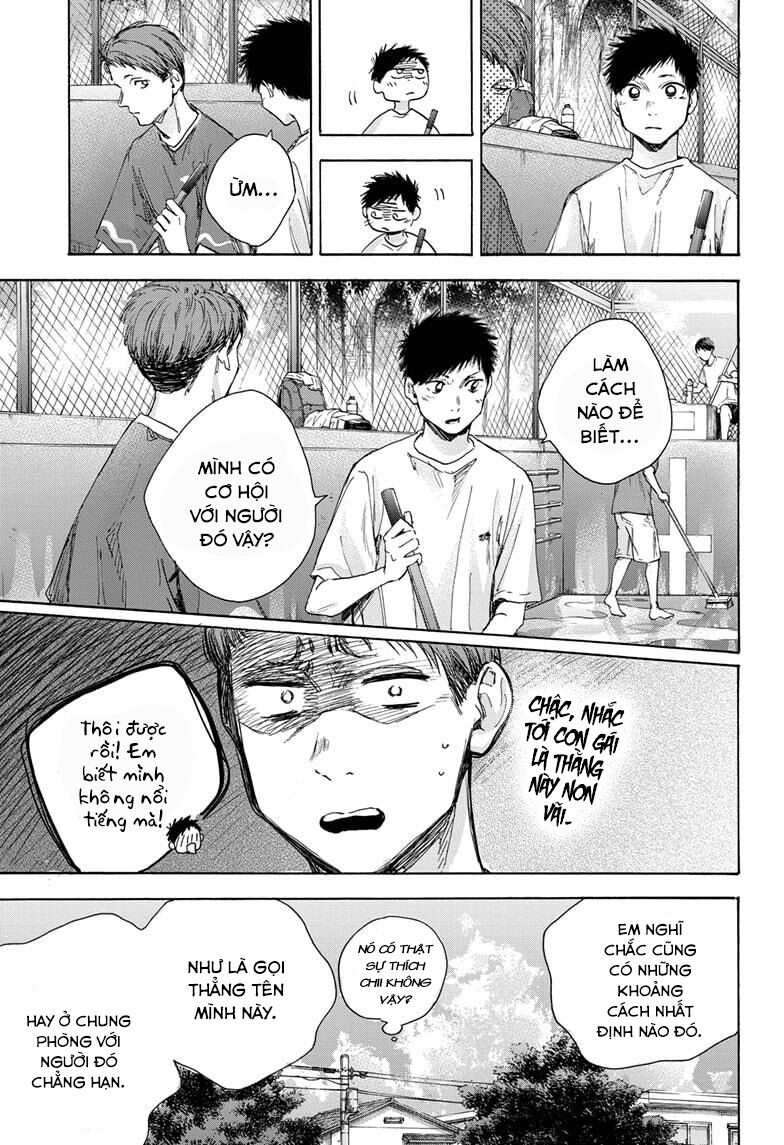 ỪM...
LÀM
CÁCH
NÀO ĐỂ
BIẾT...
MÌNH CÓ
CƠ HỘI
VỚI NGƯỜI
ĐÓ VẬY?
CHẬC, NHẮC
TỚI CON GÁI
LÀ THẰNG
NÀY NON
VÃI..
Thôi được
rồi! Em
biết mình
không nổi
tiếng mà!
EM NGHĨ
CHẮC CŨNG
CÓ NHỮNG
KHOẢNG
CÁCH NHẤT
ĐỊNH NÀO ĐÓ.
NÓ CÓ THẬT
SỰ THÍCH
CHII KHÔNG
VẬY?
NHƯ LÀ GỌI
THẲNG TÊN
MÌNH NÀY.
HAY Ở CHUNG
PHÒNG VỚI
NGƯỜI ĐÓ
CHẲNG HẠN.